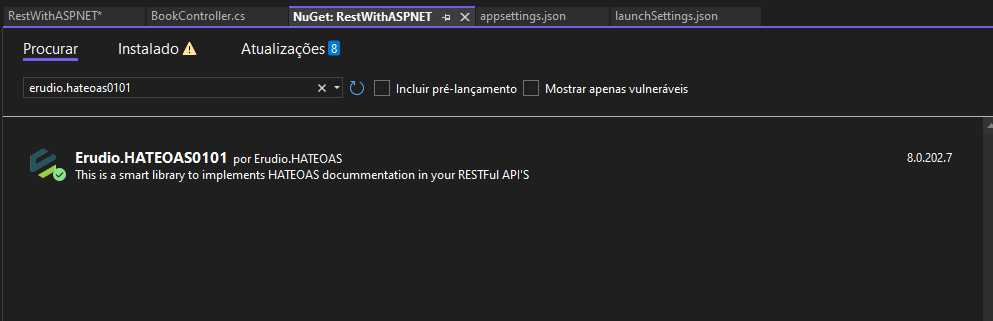 RestWithASPNET* BookController.cs NuGet: RestWithASPNET appsettings.json launchSettings.json
Procurar Instalado Atualizações 8
erudio.hateoas0101 Incluir pré-lançamento Mostrar apenas vulneráveis
Erudio.HATEOAS0101 por Erudio.HATEOAS 8.0.202.7
This is a smart library to implements HATEOAS docummentation in your RESTFul API'S